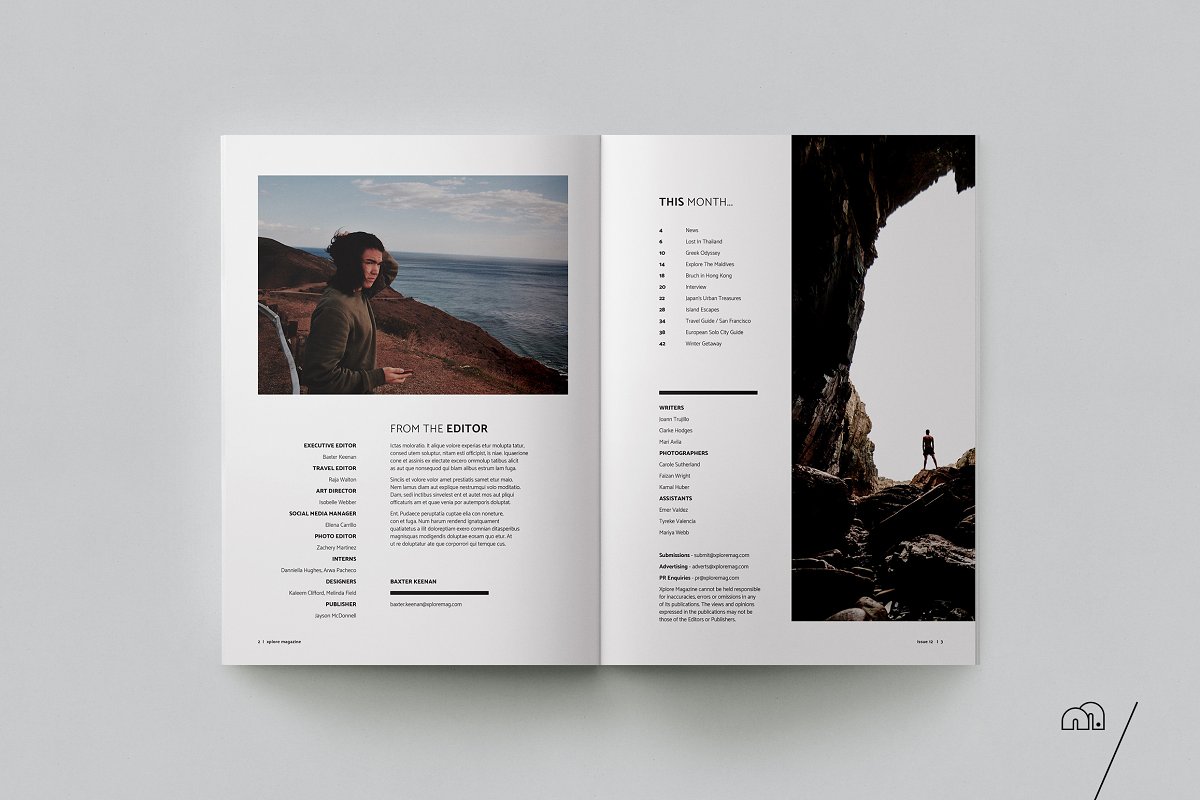 FROM THE EDITOR
EXECUTIVE EDITOR
Baxter Keenan
TRAVEL EDITOR
Raja Walton
ART DIRECTOR
Isobelle Webber
SOCIAL MEDIA MANAGER
Ellena Carrillo
PHOTO EDITOR
Zachery Martinez
INTERNS
Danniella Hughes, Arwa Pacheco
DESIGNERS
Kaleem Clifford, Melinda Field
PUBLISHER
Jayson McDonnell
Ictas moloratio. It alique volore experias etur molupta tatur,
consed utem soluptur, nitam esti officipist, is niae. Iquaerione
cone et assinis ex electate excero ommolup tatibus alicit
as aut que nonsequod qui blam alibus estrum lam fuga.
Sinciis et volore volor amet prestiatis samet etur maio.
Nem lamus diam aut explique nestrumqui volo moditatio.
Dam, sedi inctibus sinvelest ent et autet mos aut pliqui
officaturis am et quae venia por autemporis doluptat.
Ent. Pudaece peruptatia cuptae elia con noneture,
con et fuga. Num harum rendend ignatquament
quatiatetus a ilit doloreptiam exero comnian ditasperibus
magnisquas modigendis doluptae eosam quo etur. At
ut re doluptatur ate que corporrori qui temque cus.
BAXTER KEENAN
baxter.keenan@xploremag.com
2 | xplore magazine
THIS MONTH...
4 News
6 Lost In Thailand
10 Greek Odyssey
14 Explore The Maldives
18 Bruch in Hong Kong
20 Interview
22 Japan's Urban Treasures
28 Island Escapes
34 Travel Guide / San Francisco
38 European Solo City Guide
42 Winter Getaway
WRITERS
Joann Trujillo
Clarke Hodges
Mari Avila
PHOTOGRAPHERS
Carole Sutherland
Faizan Wright
Kamal Huber
ASSISTANTS
Emer Valdez
Tyreke Valencia
Mariya Webb
Submissions - submit@xploremag.com
Advertising - adverts@xploremag.com
PR Enquiries - pr@xploremag.com
Xplore Magazine cannot be held responsible
for inaccuracies, errors or omissions in any
of its publications. The views and opinions
expressed in the publications may not be
those of the Editors or Publishers.
Issue 12 | 3